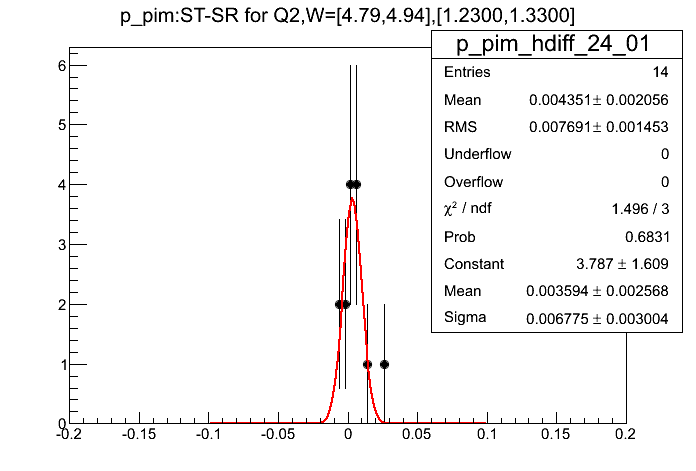 p_pim:ST-SR for Q2,W=[4.79,4.94],[1.2300,1.3300]
p_pim_hdiff_24_01
Entries 14
Mean 0.004351± 0.002056
RMS 0.007691± 0.001453
Underflow 0
Overflow 0
χ² / ndf 1.496 / 3
Prob 0.6831
Constant 3.787 ± 1.609
Mean 0.003594 ± 0.002568
Sigma 0.006775 ± 0.003004
6
5
4
3
2
1
0
-0.2 -0.15 -0.1 -0.05 0 0.05 0.1 0.15 0.2